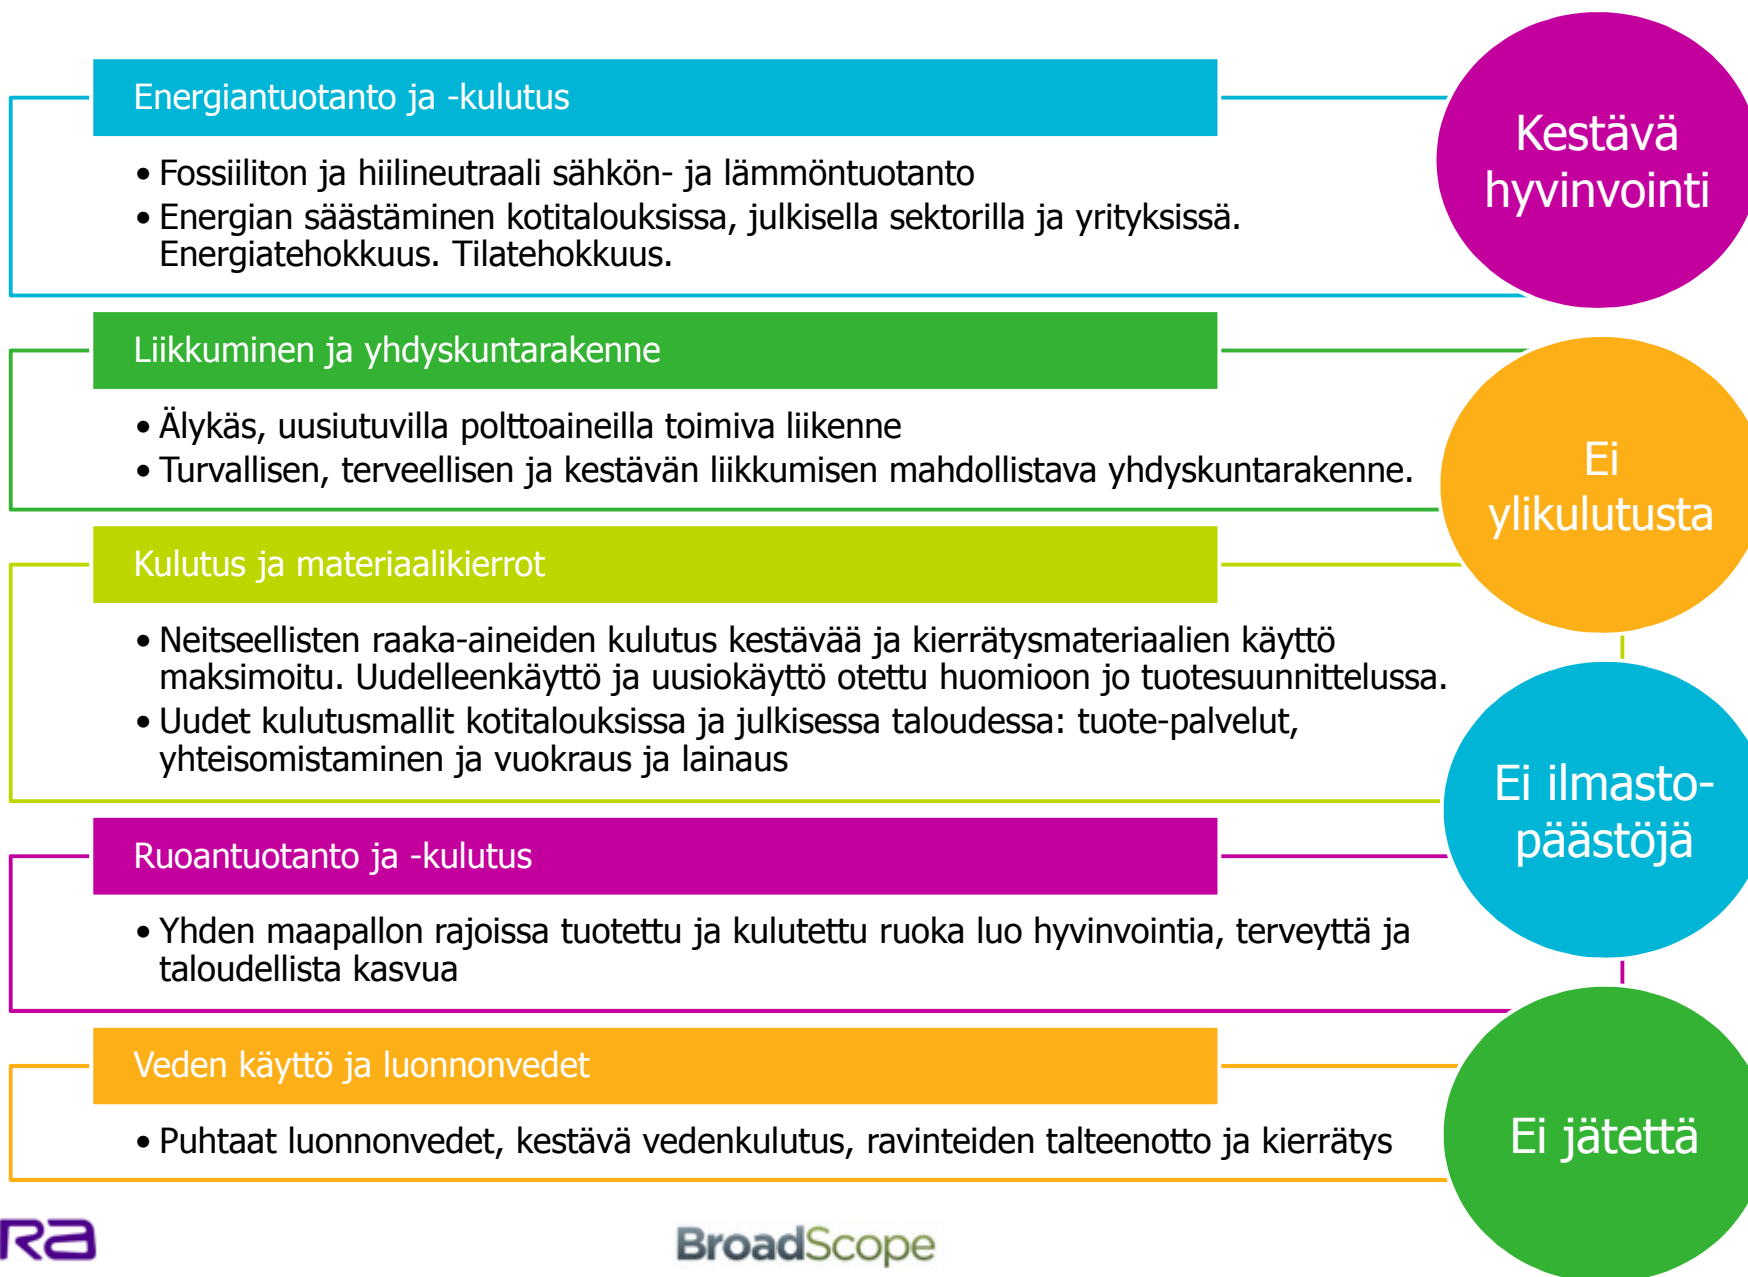 Energiantuotanto ja -kulutus
• Fossiiliton ja hiilineutraali sähkön- ja lämmöntuotanto
• Energian säästäminen kotitalouksissa, julkisella sektorilla ja yrityksissä.
Energiatehokkuus. Tilatehokkuus.
Liikkuminen ja yhdyskuntarakenne
• Älykäs, uusiutuvilla polttoaineilla toimiva liikenne
• Turvallisen, terveellisen ja kestävän liikkumisen mahdollistava yhdyskuntarakenne.
Kulutus ja materiaalikierrot
• Neitseellisten raaka-aineiden kulutus kestävää ja kierrätysmateriaalien käyttö
maksimoitu. Uudelleenkäyttö ja uusiokäyttö otettu huomioon jo tuotesuunnittelussa.
• Uudet kulutusmallit kotitalouksissa ja julkisessa taloudessa: tuote-palvelut,
yhteisomistaminen ja vuokraus ja lainaus
Ruoantuotanto ja -kulutus
• Yhden maapallon rajoissa tuotettu ja kulutettu ruoka luo hyvinvointia, terveyttä ja
taloudellista kasvua
Veden käyttö ja luonnonvedet
• Puhtaat luonnonvedet, kestävä vedenkulutus, ravinteiden talteenotto ja kierrätys
Kestävä
hyvinvointi
Ei
ylikulutusta
Ei ilmasto-
päästöjä
Ei jätettä
Ra
BroadScope